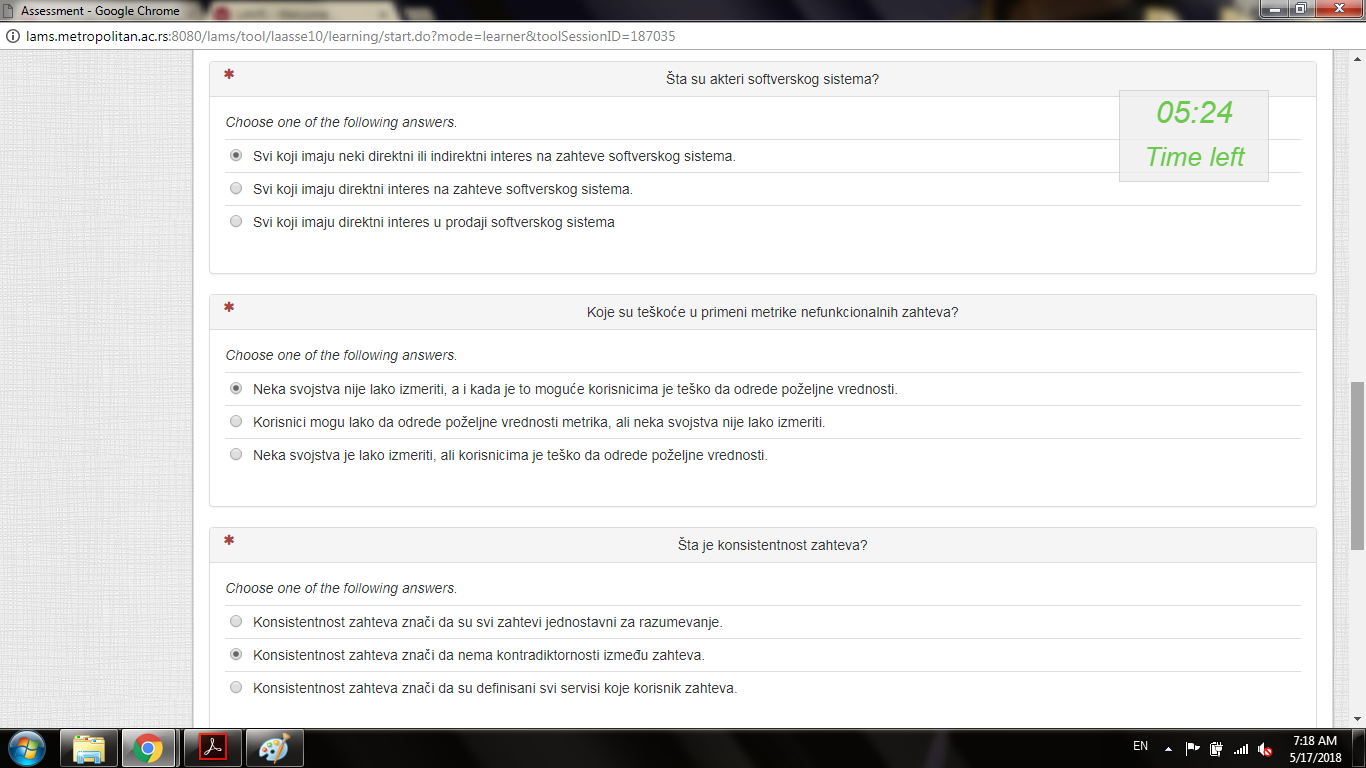 Assessment - Google Chrome
lams.metropolitan.ac.rs:8080/lams/tool/laasse10/learning/start.do?mode=learner&toolSessionID=187035
* Šta su akteri softverskog sistema?
05:24
Time left
Choose one of the following answers.
Svi koji imaju neki direktni ili indirektni interes na zahteve softverskog sistema.
Svi koji imaju direktni interes na zahteve softverskog sistema.
Svi koji imaju direktni interes u prodaji softverskog sistema
* Koje su teškoće u primeni metrike nefunkcionalnih zahteva?
Choose one of the following answers.
Neka svojstva nije lako izmeriti, a i kada je to moguće korisnicima je teško da odrede poželjne vrednosti.
Korisnici mogu lako da odrede poželjne vrednosti metrika, ali neka svojstva nije lako izmeriti.
Neka svojstva je lako izmeriti, ali korisnicima je teško da odrede poželjne vrednosti.
* Šta je konsistentnost zahteva?
Choose one of the following answers.
Konsistentnost zahteva znači da su svi zahtevi jednostavni za razumevanje.
Konsistentnost zahteva znači da nema kontradiktornosti između zahteva.
Konsistentnost zahteva znači da su definisani svi servisi koje korisnik zahteva.
EN
7:18 AM
5/17/2018